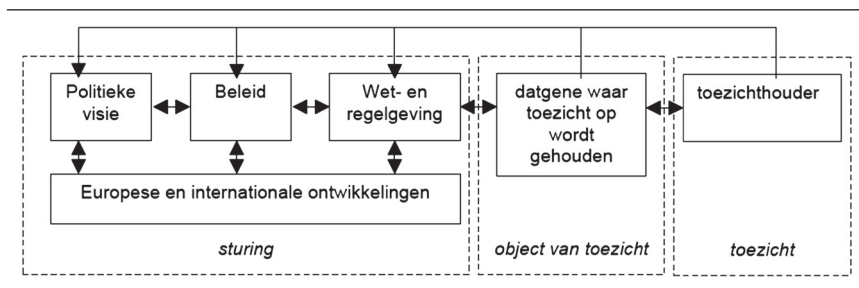 Politieke
visie
Beleid
Wet- en
regelgeving
datgene waar
toezicht op
wordt
gehouden
toezichthouder
Europese en internationale ontwikkelingen
sturing
object van toezicht
toezicht